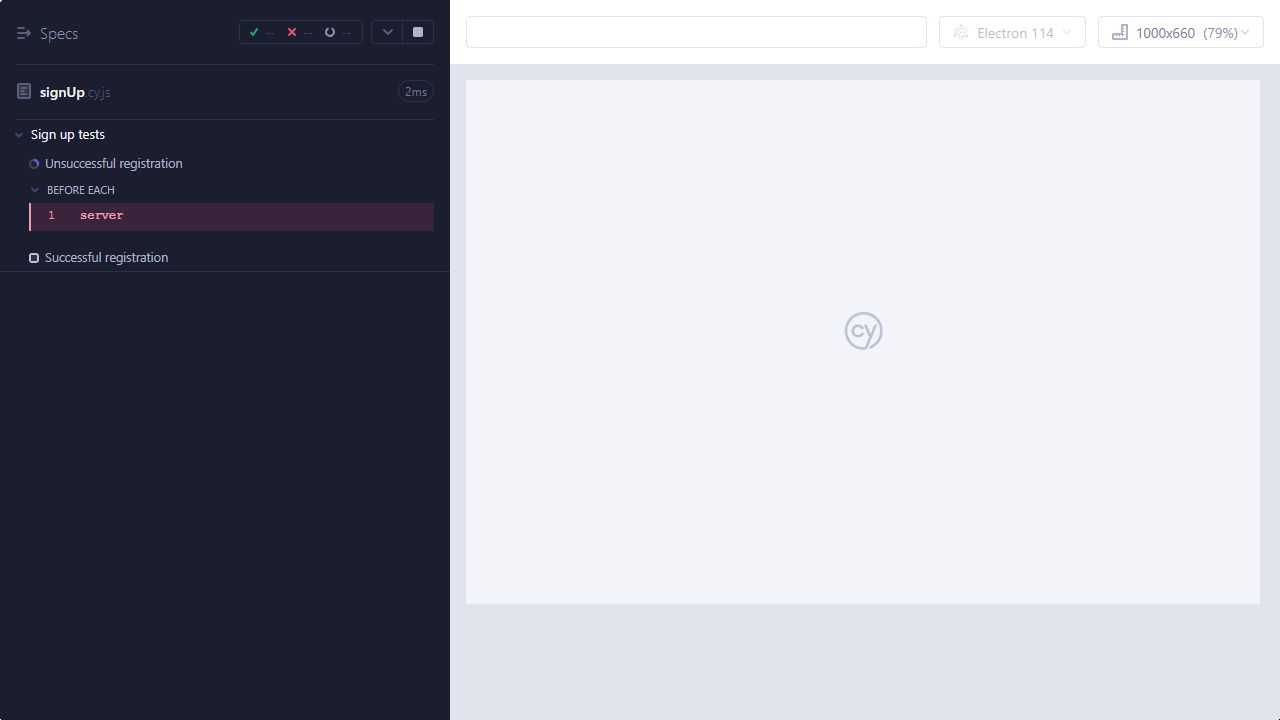 Specs
-- -- --
signUp.cy.js 2ms
Sign up tests
Unsuccessful registration
BEFORE EACH
1 server
Successful registration
Electron 114
1000x660 (79%)
cy